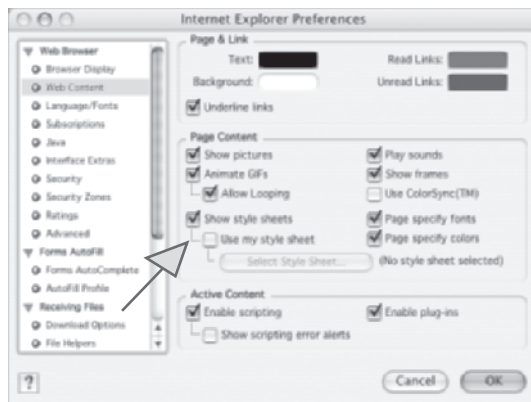 Internet Explorer Preferences
Web Browser
Browser Display
Web Content
Language/Fonts
Subscriptions
Java
Interface Extras
Security
Security Zones
Ratings
Advanced
Forms AutoFill
Forms AutoComplete
AutoFill Profile
Receiving Files
Download Options
File Helpers
Page & Link
Text: Read Links:
Background: Unread Links:
Underline links
Page Content
Show pictures Play sounds
Animate GIFs Show frames
Allow Looping Use ColorSync(TM)
Show style sheets Page specify fonts
Use my style sheet Page specify colors
Select Style Sheet... (No style sheet selected)
Active Content
Enable scripting Enable plug-ins
Show scripting error alerts
? Cancel OK